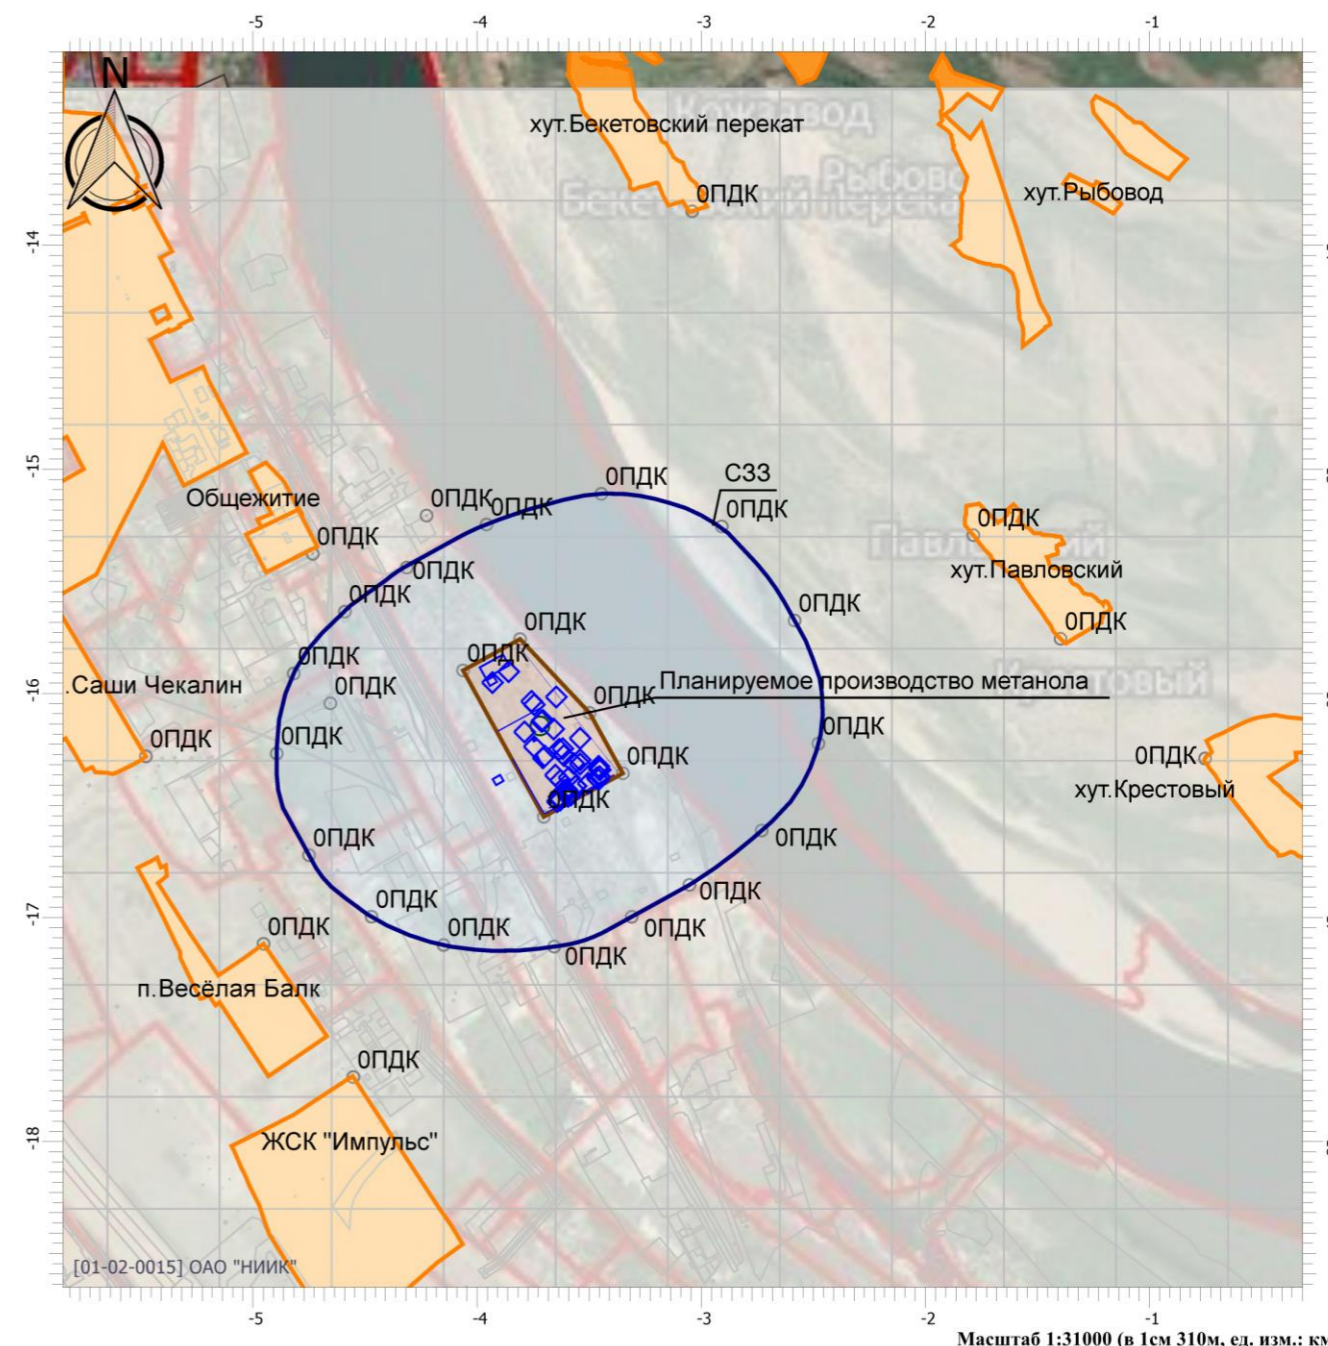 -5 -4 -3 -2 -1
N
Кожзавод
хут.Бекетовский перекат
0ПДК
хут.Рыбовод
-14
-15
0ПДК
СЗЗ
Общежитие
0ПДК
0ПДК
0ПДК
0ПДК
0ПДК
0ПДК
хут.Павловский
0ПДК
0ПДК
0ПДК
0ПДК
0ПДК
0ПДК
0ПДК
.Саши Чекалин
0ПДК
0ПДК
Планируемое производство метанола
-16
0ПДК
0ПДК
0ПДК
0ПДК
0ПДК
хут.Крестовый
0ПДК
0ПДК
0ПДК
0ПДК
0ПДК
-17
0ПДК
0ПДК
0ПДК
0ПДК
п.Весёлая Балк
0ПДК
ЖСК "Импульс"
-18
[01-02-0015] ОАО "НИИК"
-5 -4 -3 -2 -1
Масштаб 1:31000 (в 1см 310м, ед. изм.: км